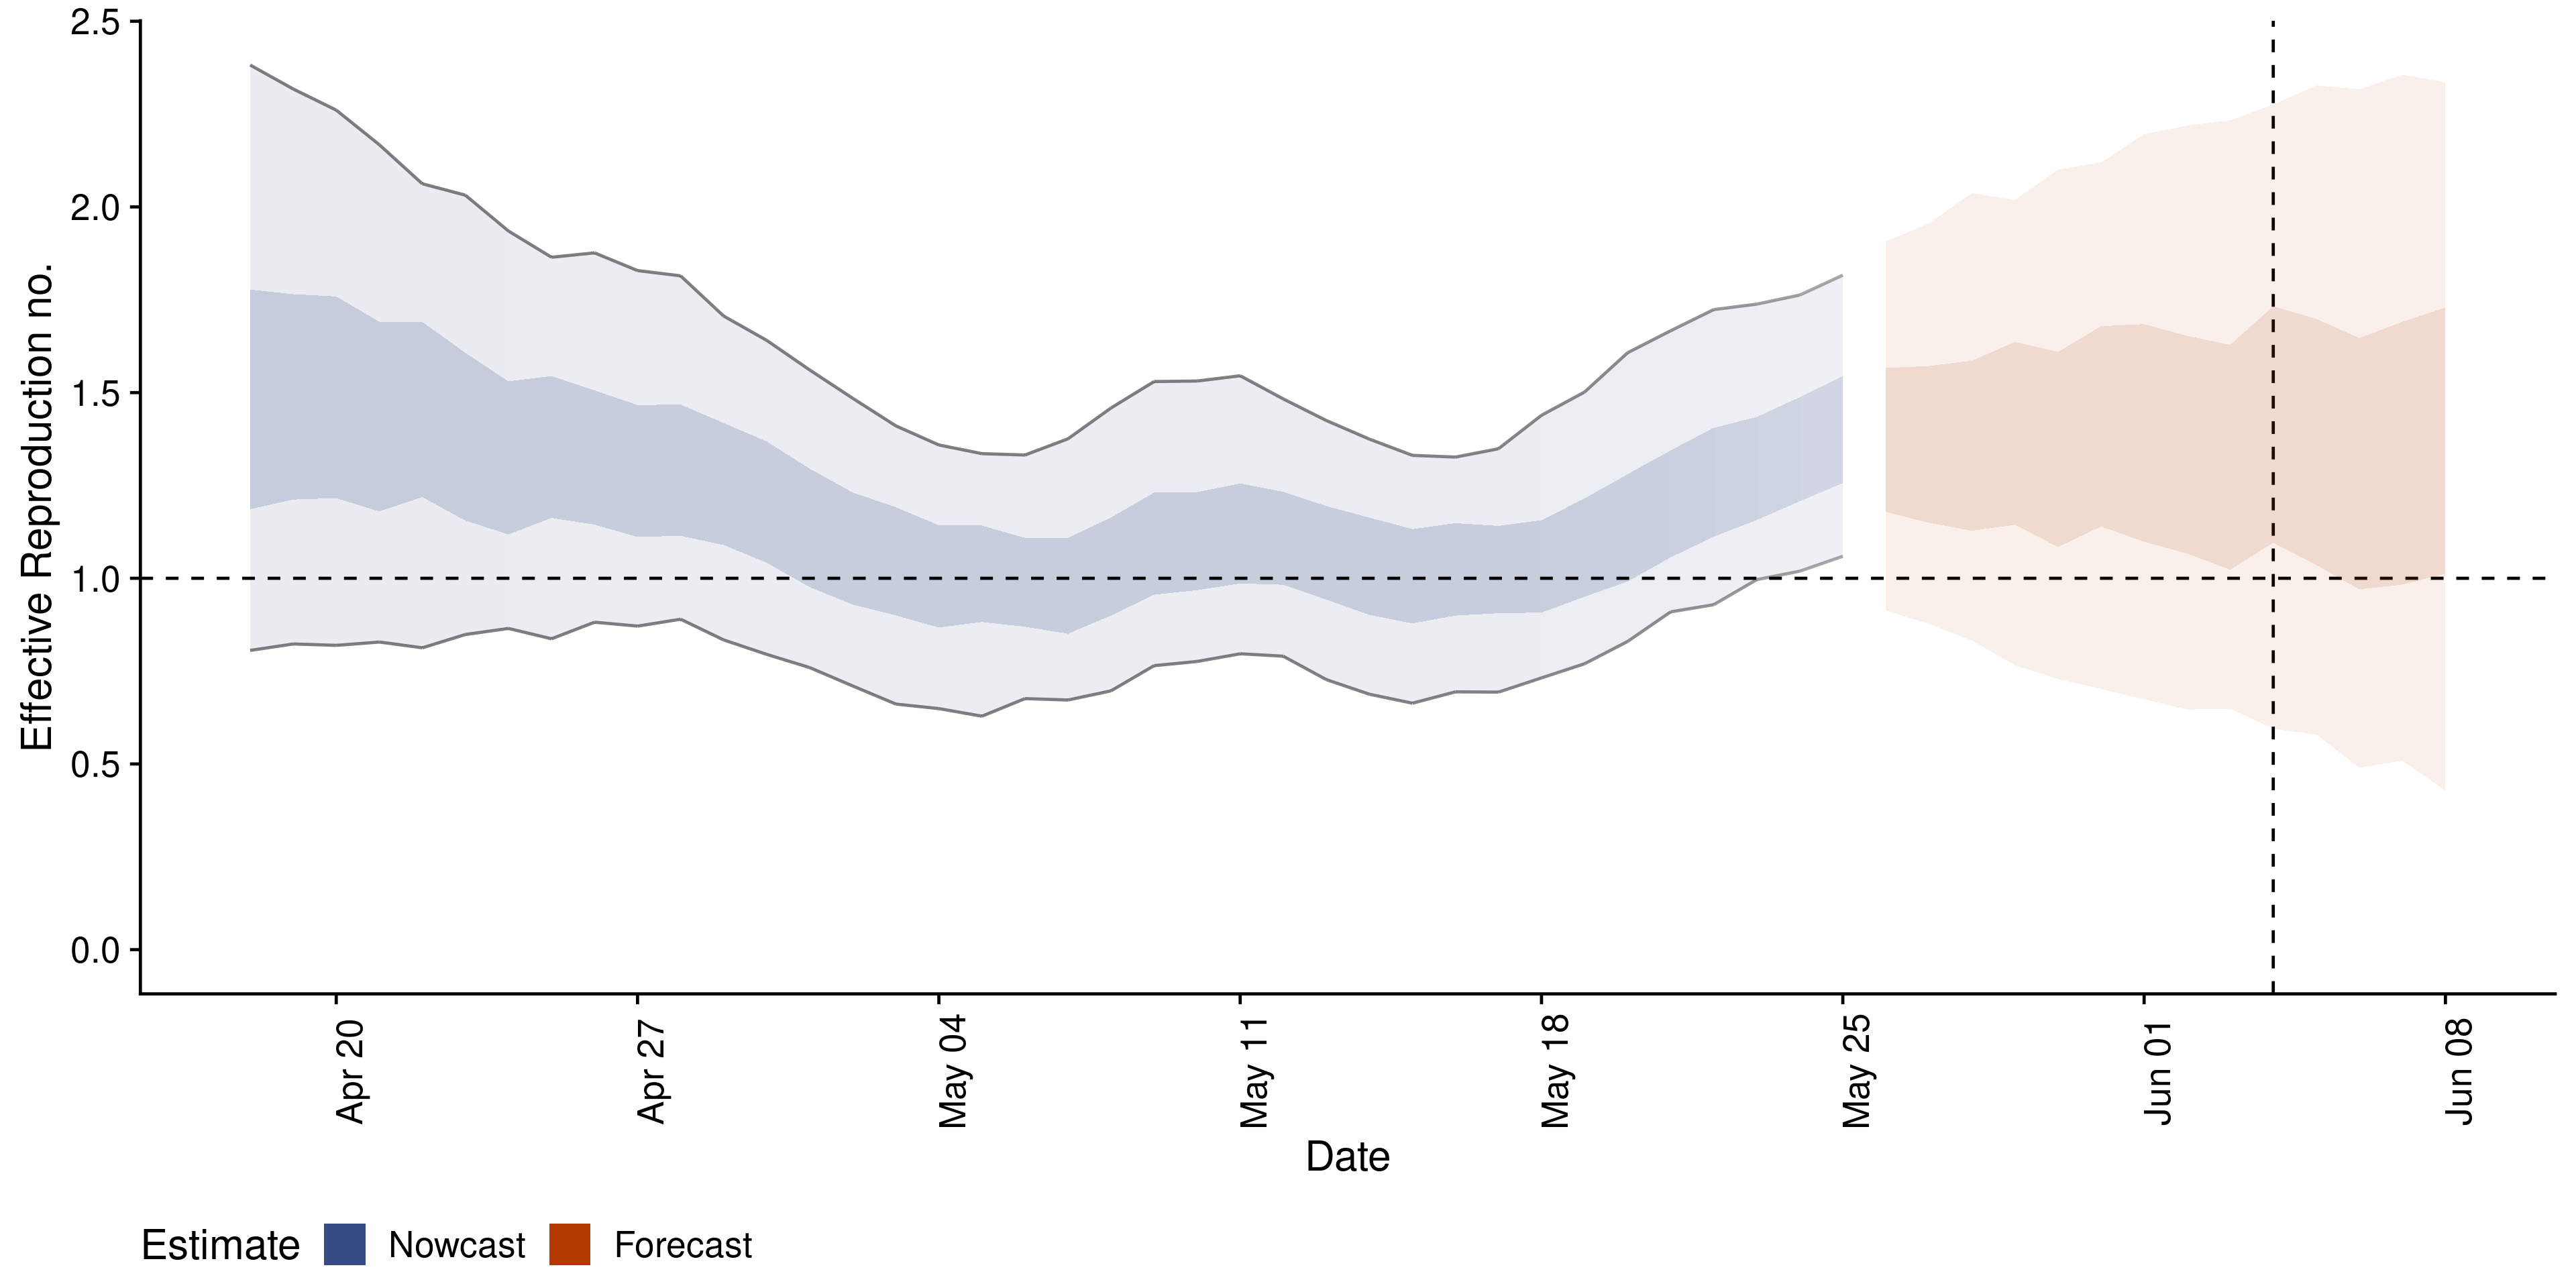 Effective Reproduction no.
2.5
2.0
1.5
1.0
0.5
0.0
Apr 20
Apr 27
May 04
May 11
May 18
May 25
Jun 01
Jun 08
Date
Estimate Nowcast Forecast